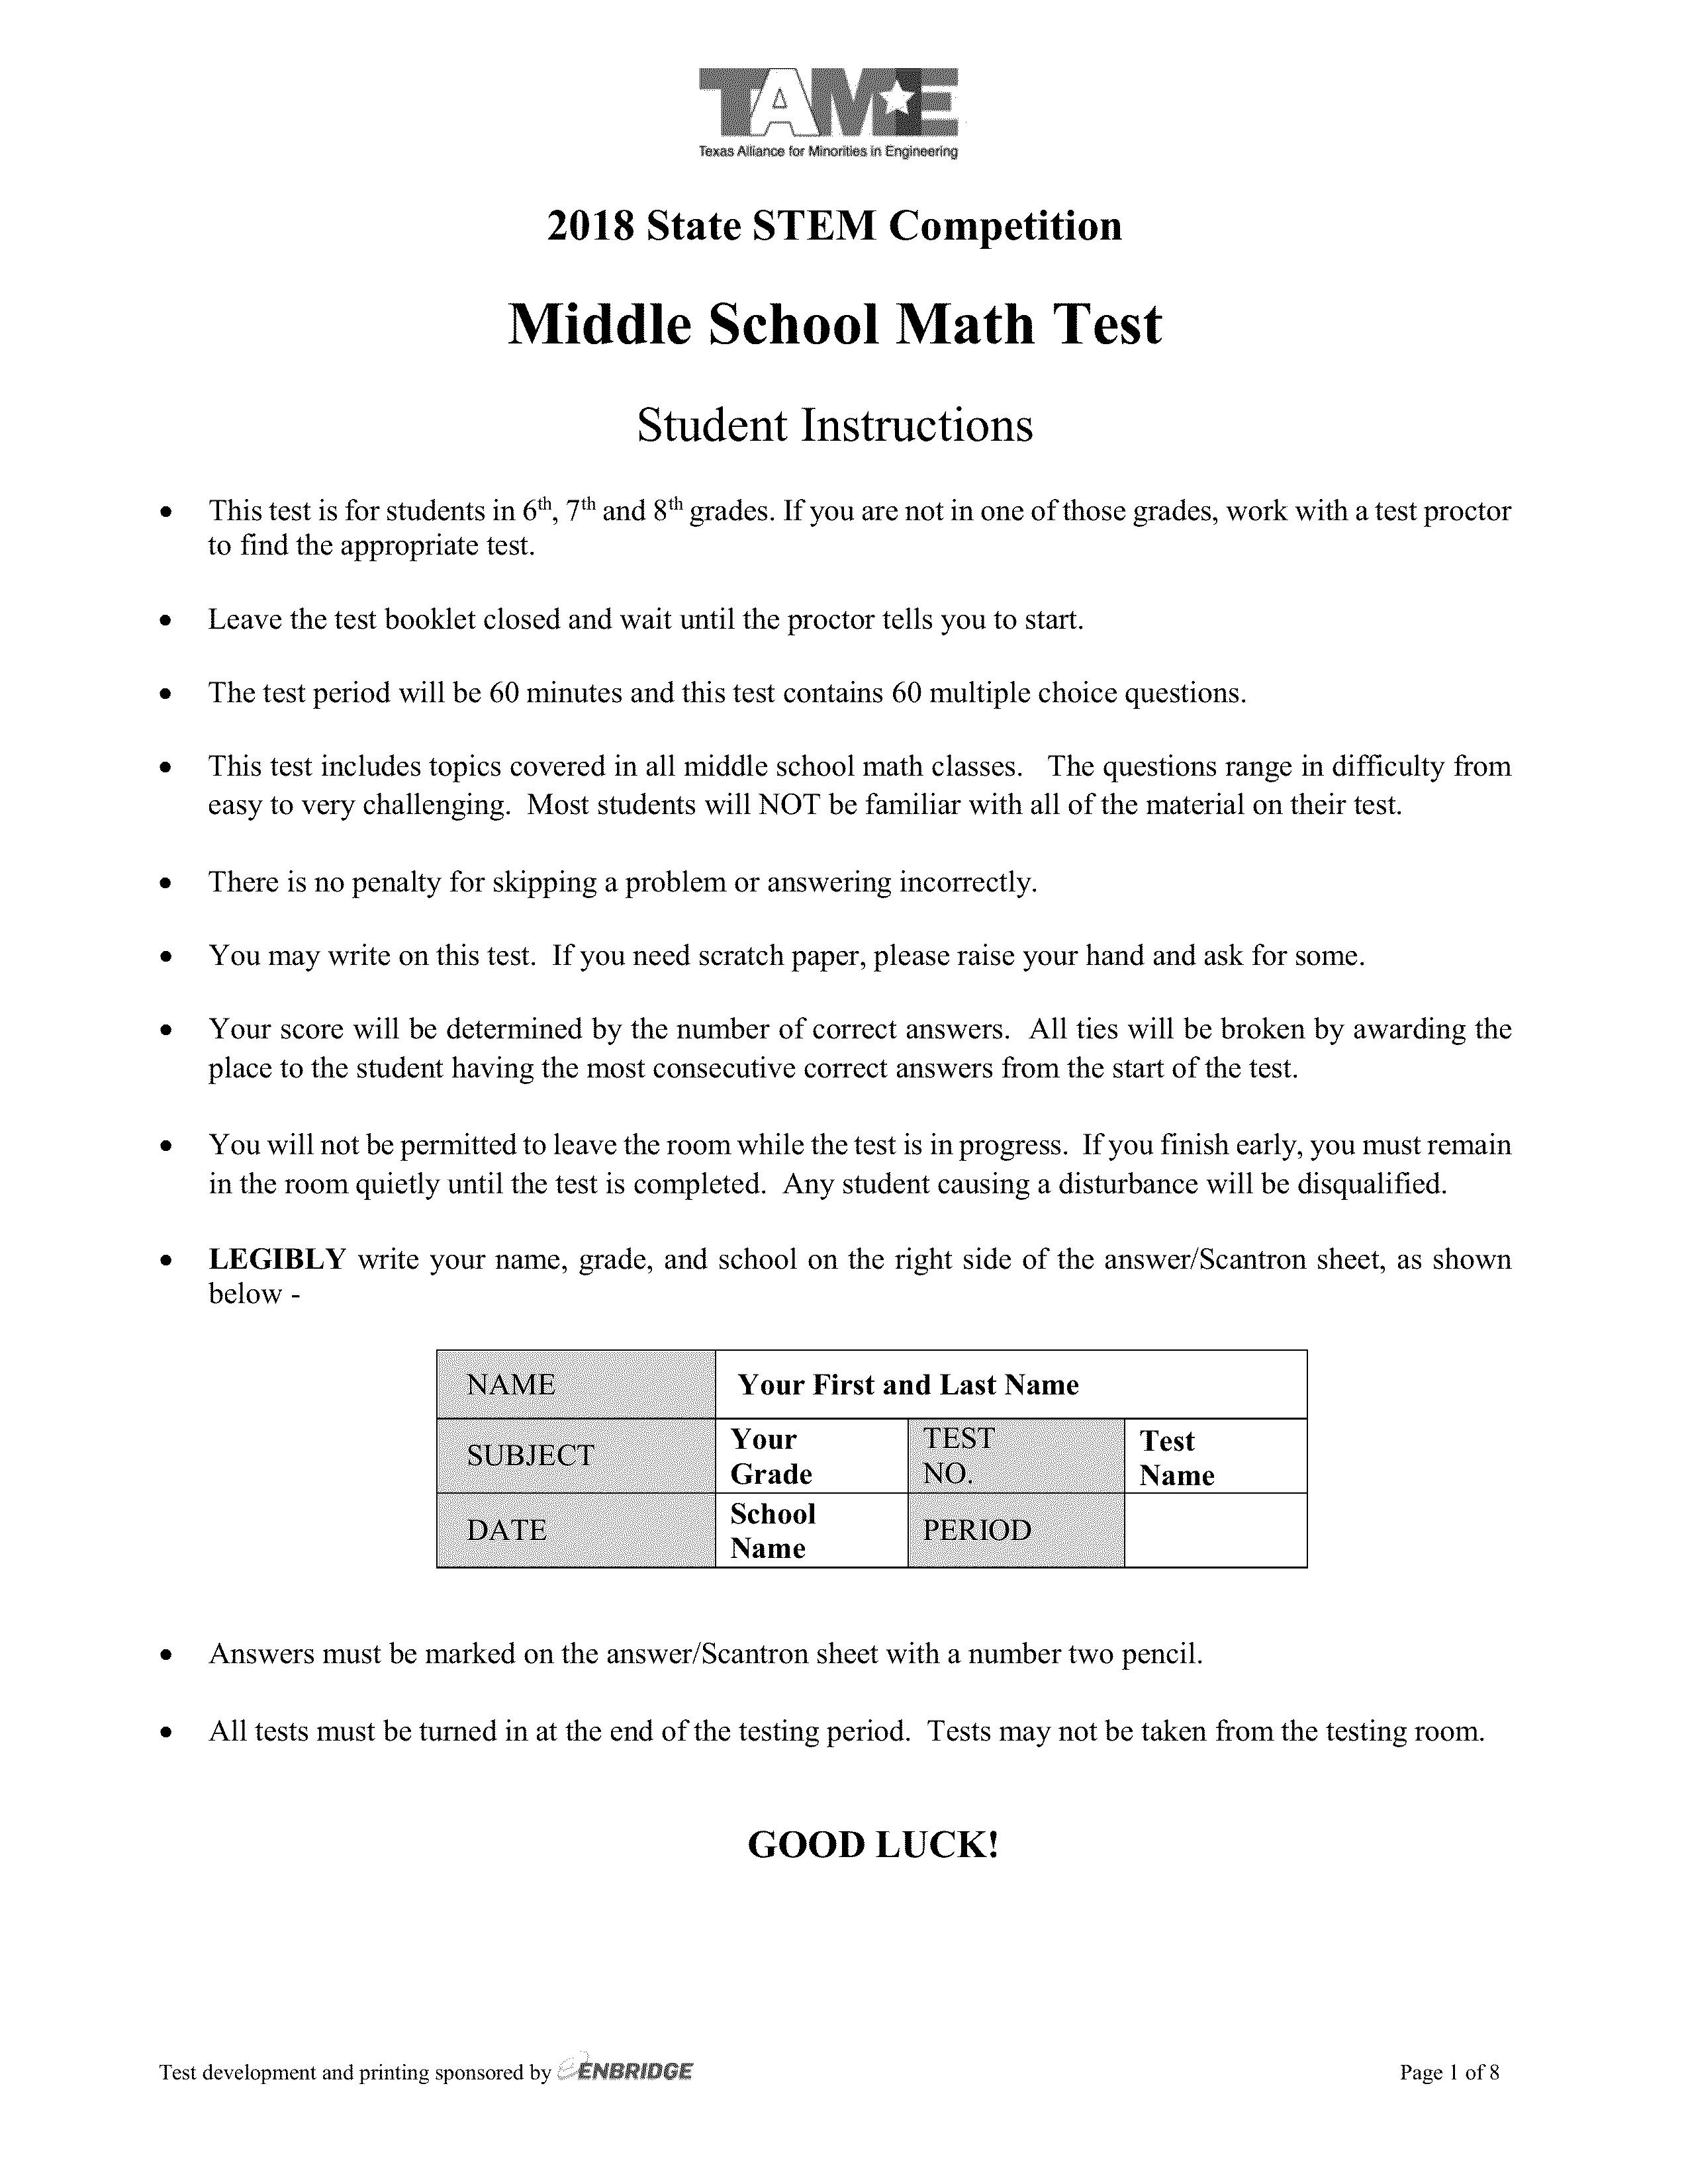 TAME
Texas Alliance for Minorities in Engineering
2018 State STEM Competition
Middle School Math Test
Student Instructions
• This test is for students in 6th, 7th and 8th grades. If you are not in one of those grades, work with a test proctor
to find the appropriate test.
• Leave the test booklet closed and wait until the proctor tells you to start.
• The test period will be 60 minutes and this test contains 60 multiple choice questions.
• This test includes topics covered in all middle school math classes. The questions range in difficulty from
easy to very challenging. Most students will NOT be familiar with all of the material on their test.
• There is no penalty for skipping a problem or answering incorrectly.
• You may write on this test. If you need scratch paper, please raise your hand and ask for some.
• Your score will be determined by the number of correct answers. All ties will be broken by awarding the
place to the student having the most consecutive correct answers from the start of the test.
• You will not be permitted to leave the room while the test is in progress. If you finish early, you must remain
in the room quietly until the test is completed. Any student causing a disturbance will be disqualified.
• LEGIBLY write your name, grade, and school on the right side of the answer/Scantron sheet, as shown
below -
NAME Your First and Last Name
SUBJECT Your Grade TEST NO. Test Name
DATE School Name PERIOD
• Answers must be marked on the answer/Scantron sheet with a number two pencil.
• All tests must be turned in at the end of the testing period. Tests may not be taken from the testing room.
GOOD LUCK!
Test development and printing sponsored by ENBRIDGE Page 1 of 8